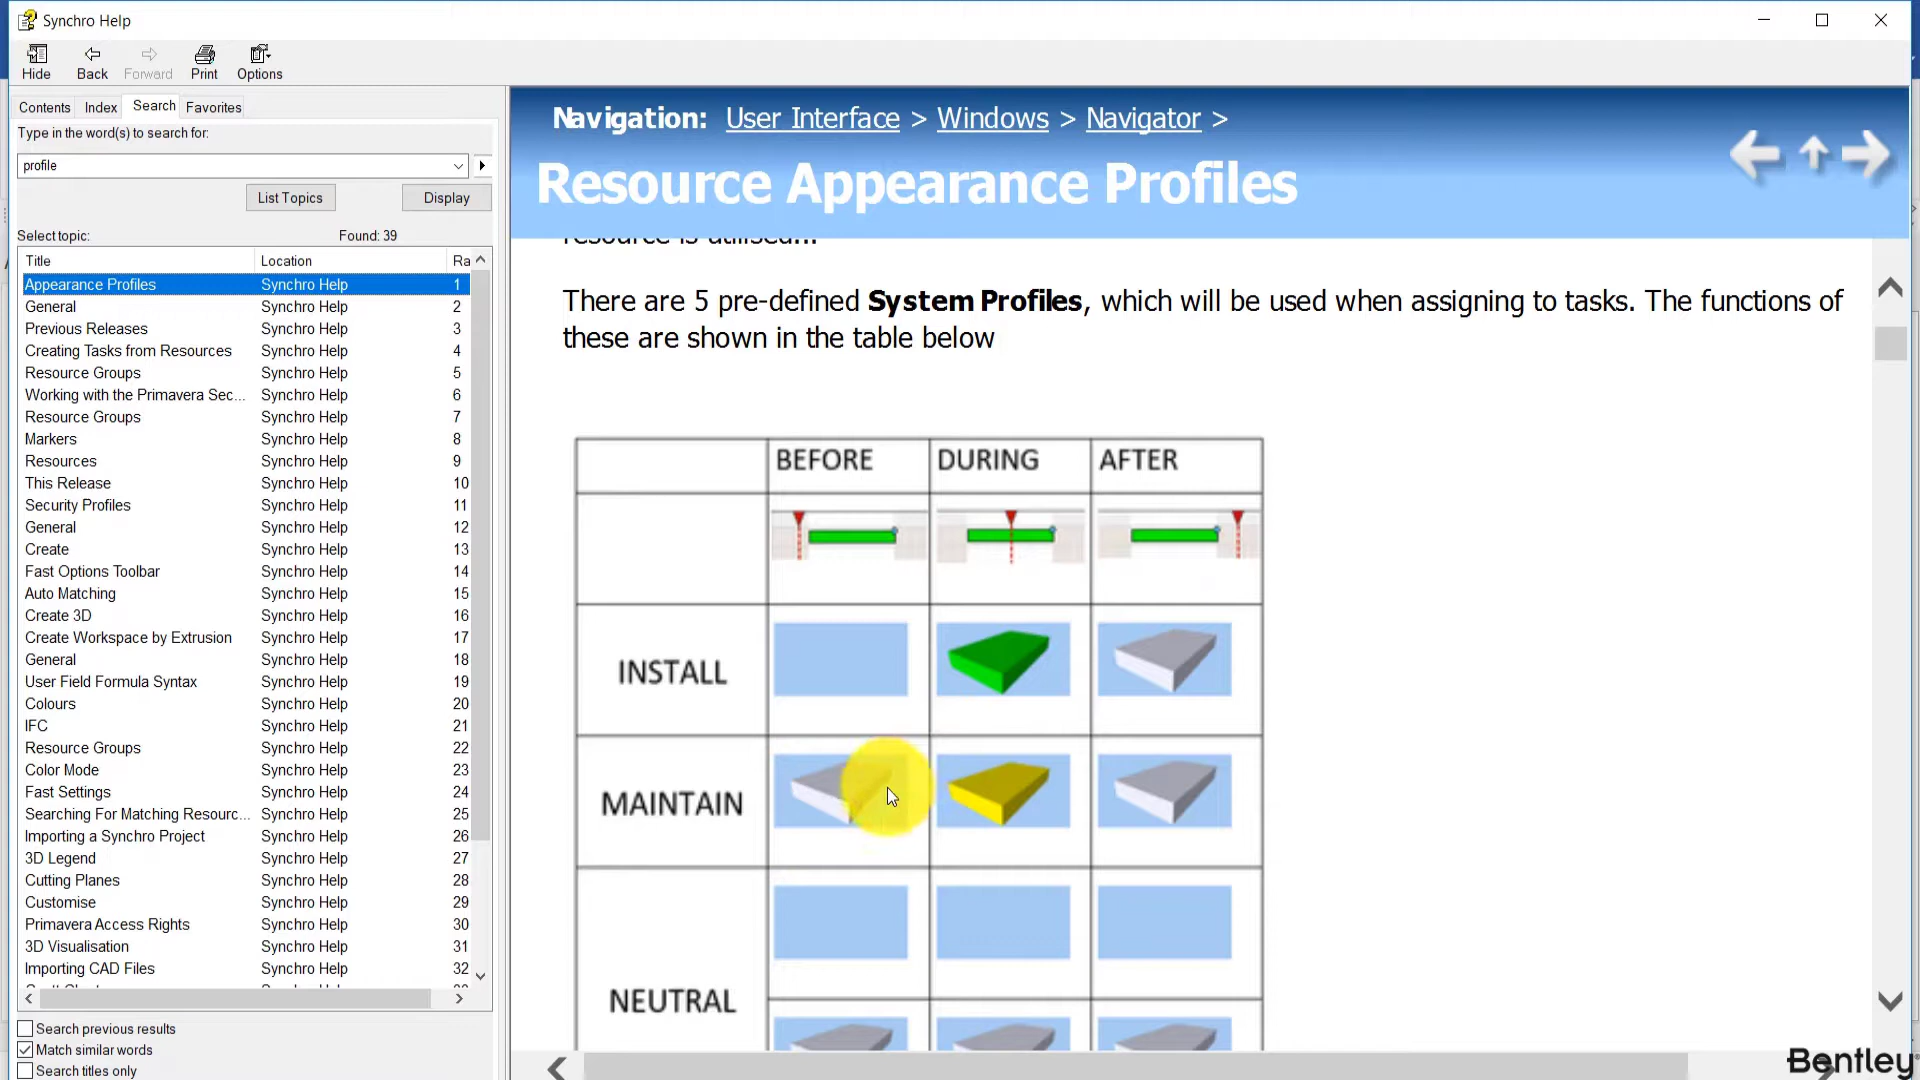 Synchro Help
Hide Back Forward Print Options
Contents Index Search Favorites
Type in the word(s) to search for:
profile
List Topics Display
Select topic: Found: 39
Title Location Ra
Appearance Profiles Synchro Help 1
General Synchro Help 2
Previous Releases Synchro Help 3
Creating Tasks from Resources Synchro Help 4
Resource Groups Synchro Help 5
Working with the Primavera Sec... Synchro Help 6
Resource Groups Synchro Help 7
Markers Synchro Help 8
Resources Synchro Help 9
This Release Synchro Help 10
Security Profiles Synchro Help 11
General Synchro Help 12
Create Synchro Help 13
Fast Options Toolbar Synchro Help 14
Auto Matching Synchro Help 15
Create 3D Synchro Help 16
Create Workspace by Extrusion Synchro Help 17
General Synchro Help 18
User Field Formula Syntax Synchro Help 19
Colours Synchro Help 20
IFC Synchro Help 21
Resource Groups Synchro Help 22
Color Mode Synchro Help 23
Fast Settings Synchro Help 24
Searching For Matching Resourc... Synchro Help 25
Importing a Synchro Project Synchro Help 26
3D Legend Synchro Help 27
Cutting Planes Synchro Help 28
Customise Synchro Help 29
Primavera Access Rights Synchro Help 30
3D Visualisation Synchro Help 31
Importing CAD Files Synchro Help 32
Search previous results
Match similar words
Search titles only
Navigation: User Interface > Windows > Navigator >
Resource Appearance Profiles
resource is utilised...
There are 5 pre-defined System Profiles, which will be used when assigning to tasks. The functions of
these are shown in the table below
BEFORE DURING AFTER
INSTALL
MAINTAIN
NEUTRAL
Bentley